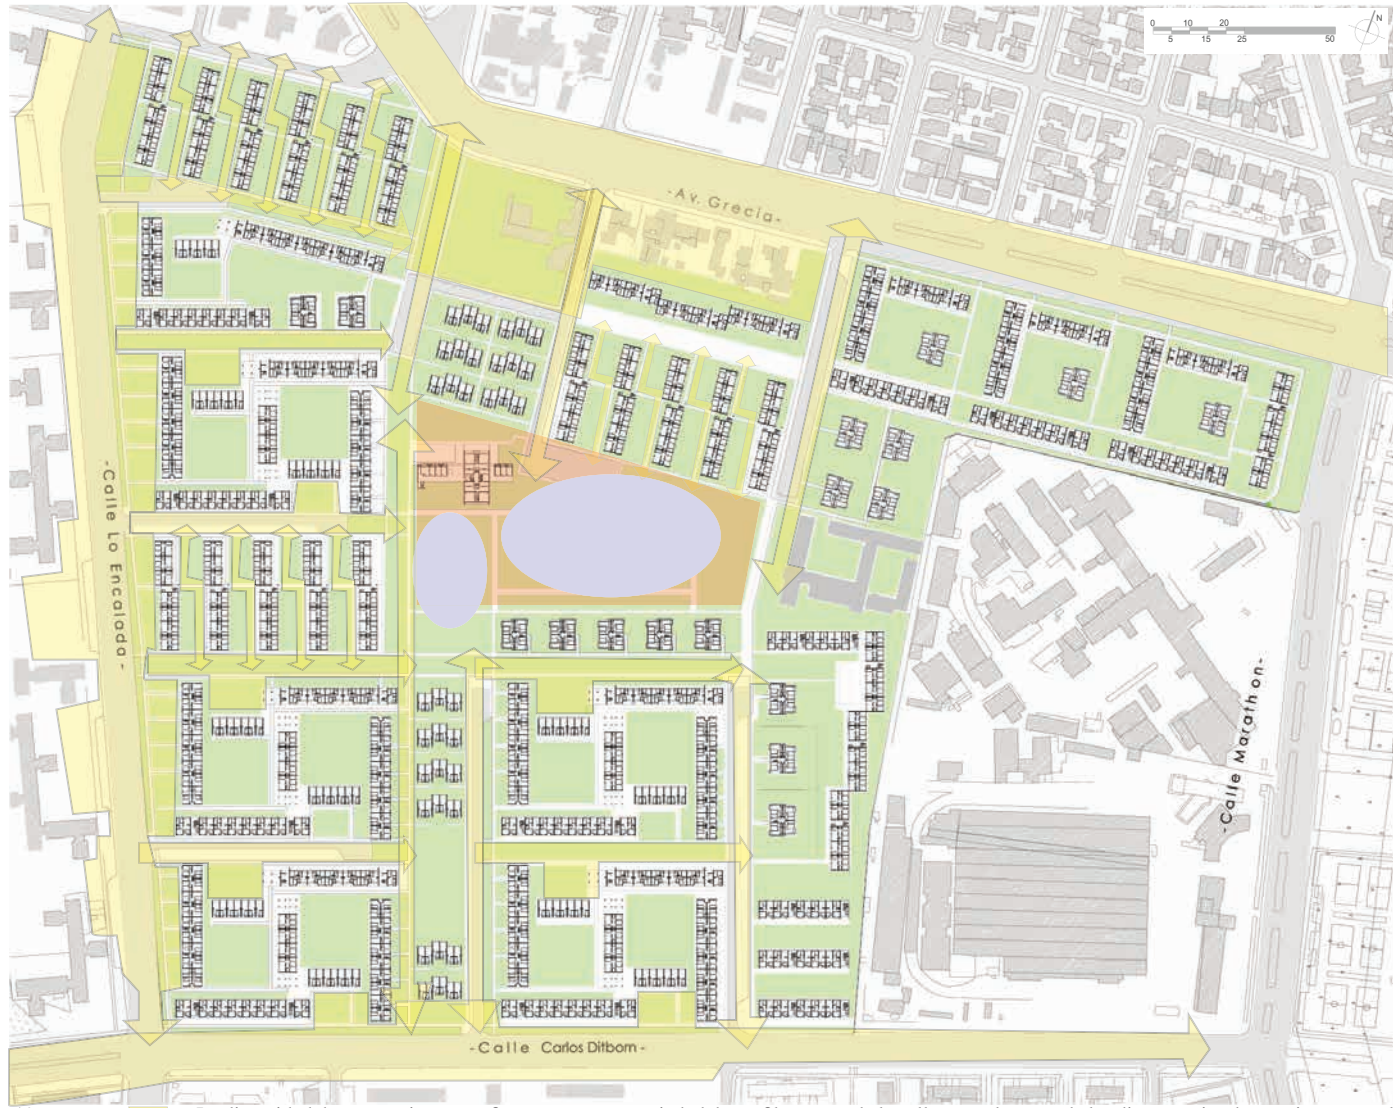 0 10 20
5 15 25 50
N
- Av. Grecia-
- Calle Lo Encalada -
-Calle Marathon-
- Calle Carlos Ditborn -